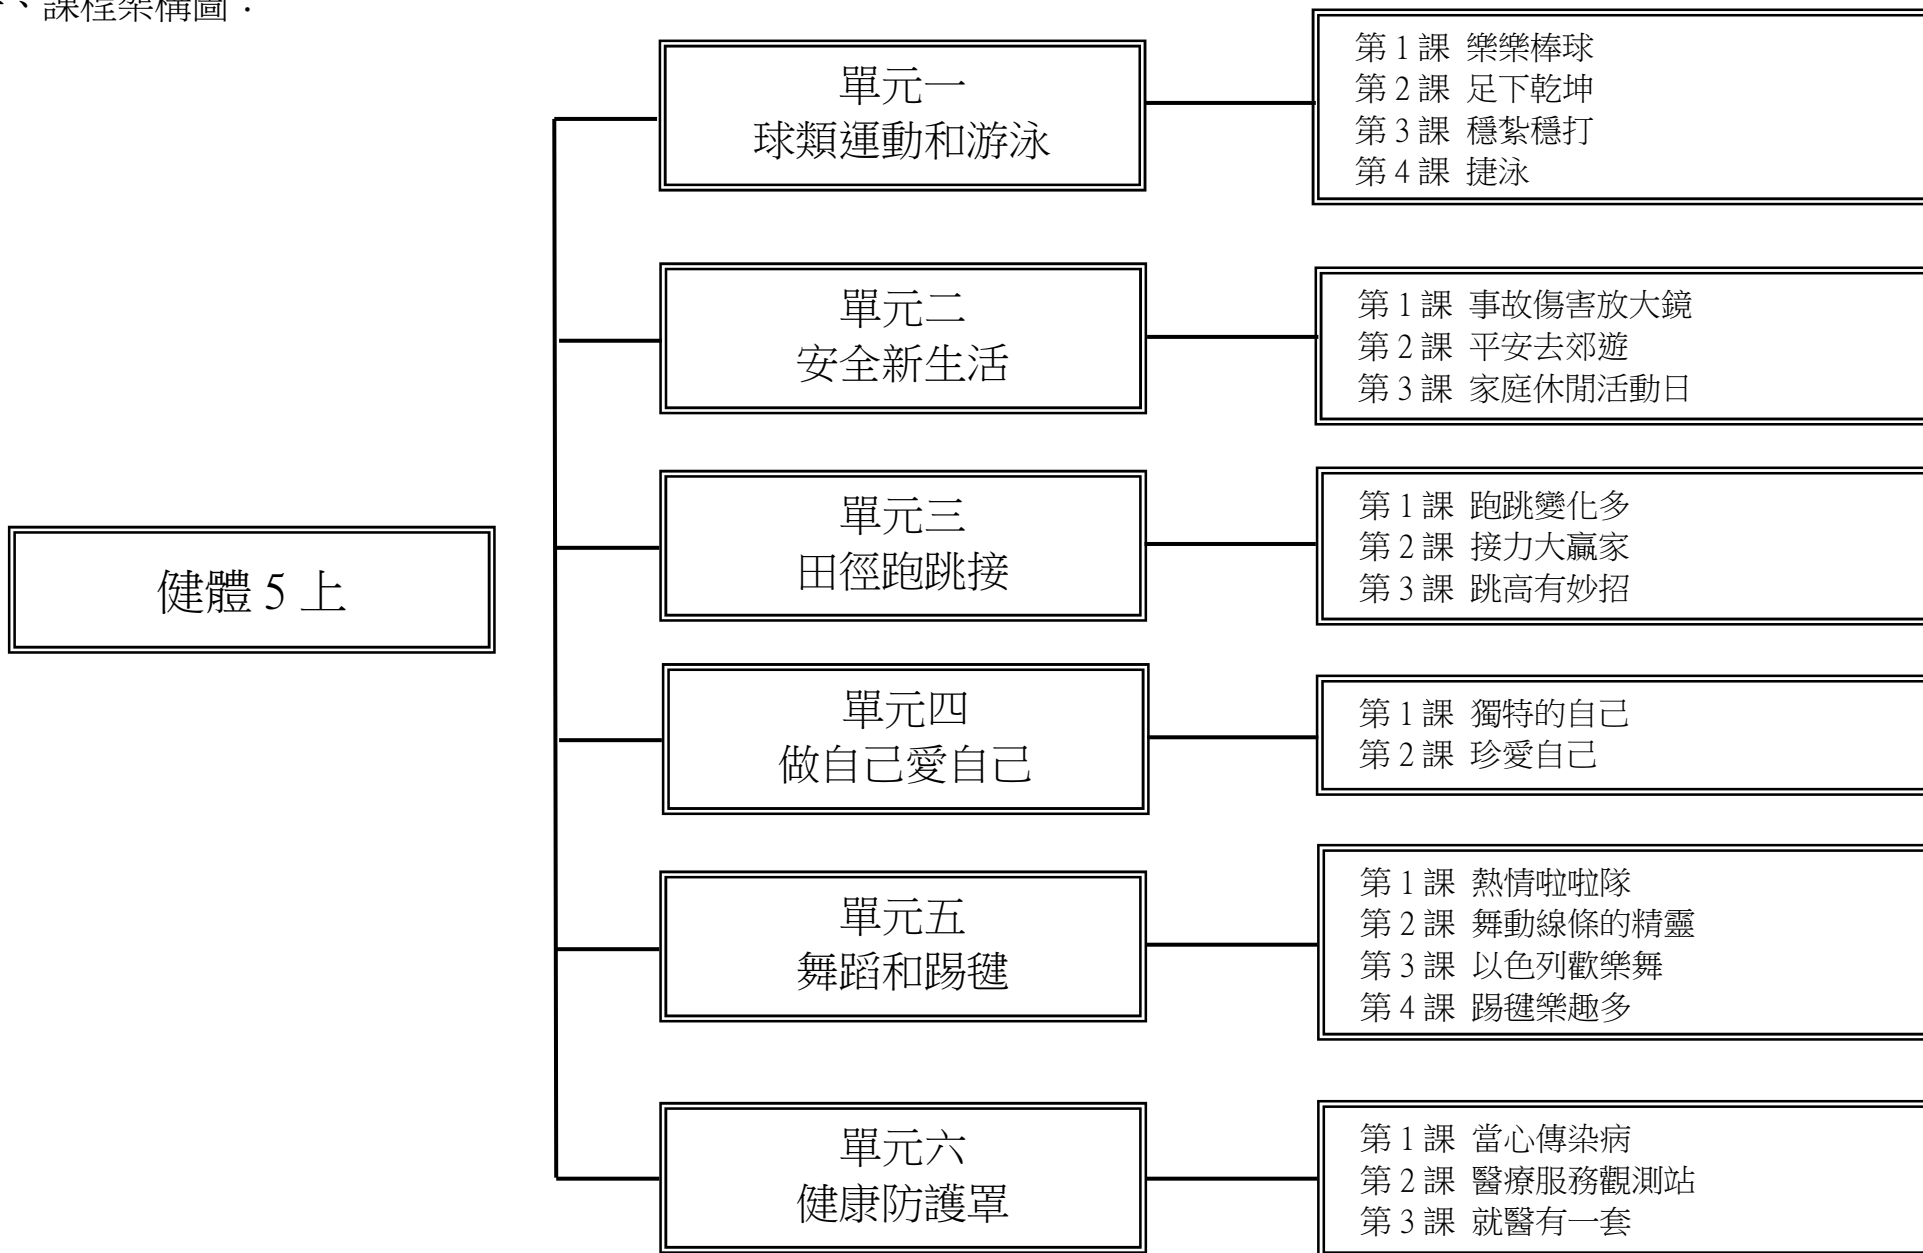 、課程架構圖：
健體 5 上
單元一
球類運動和游泳
第 1 課 樂樂棒球
第 2 課 足下乾坤
第 3 課 穩紮穩打
第 4 課 捷泳
單元二
安全新生活
第 1 課 事故傷害放大鏡
第 2 課 平安去郊遊
第 3 課 家庭休閒活動日
單元三
田徑跑跳接
第 1 課 跑跳變化多
第 2 課 接力大贏家
第 3 課 跳高有妙招
單元四
做自己愛自己
第 1 課 獨特的自己
第 2 課 珍愛自己
單元五
舞蹈和踢毽
第 1 課 熱情啦啦隊
第 2 課 舞動線條的精靈
第 3 課 以色列歡樂舞
第 4 課 踢毽樂趣多
單元六
健康防護罩
第 1 課 當心傳染病
第 2 課 醫療服務觀測站
第 3 課 就醫有一套